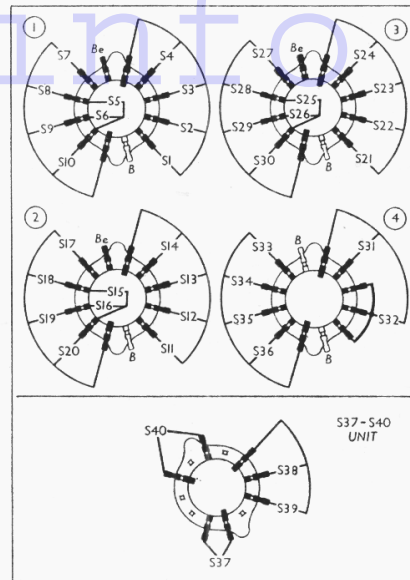 info
1
S7
Be
S4
S8
S3
S5
S6
S9
S2
S10
S1
B
3
S27
Be
S24
S28
S23
S25
S26
S29
S22
S30
S21
B
2
S17
Be
S14
S18
S13
S15
S16
S19
S12
S20
S11
B
4
S33
B
S31
S34
S35
S32
S36
B
S37-S40
UNIT
S40
S38
S39
S37